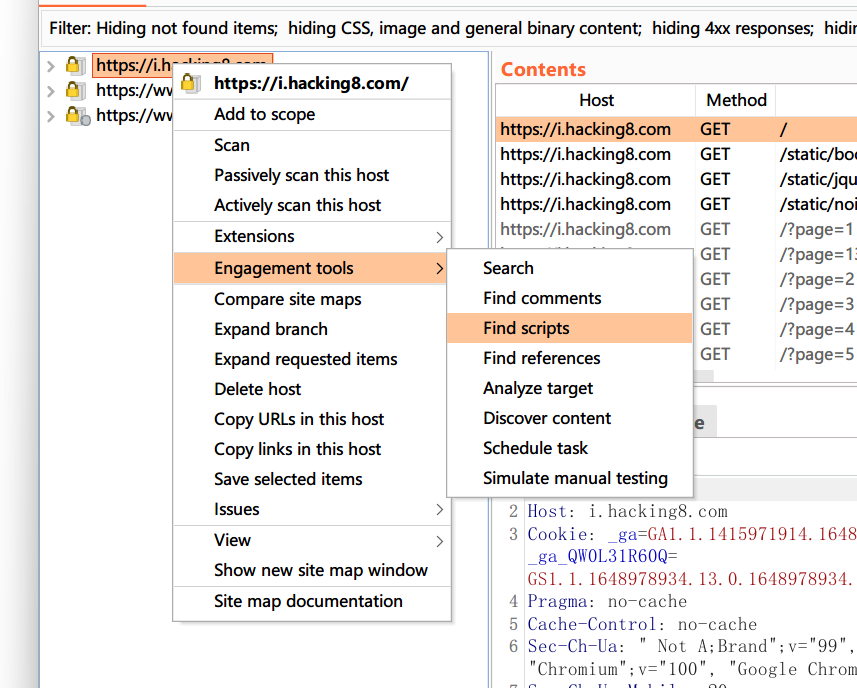 Filter: Hiding not found items; hiding CSS, image and general binary content; hiding 4xx responses;
https://i.hacking8.com
https://i.hacking8.com/
Add to scope
Scan
Passively scan this host
Actively scan this host
Extensions
Engagement tools
Compare site maps
Expand branch
Expand requested items
Delete host
Copy URLs in this host
Copy links in this host
Save selected items
Issues
View
Show new site map window
Site map documentation
Search
Find comments
Find scripts
Find references
Analyze target
Discover content
Schedule task
Simulate manual testing
Contents
Host Method
https://i.hacking8.com GET /
https://i.hacking8.com GET /static/boo
https://i.hacking8.com GET /static/jqu
https://i.hacking8.com GET /static/noi
https://i.hacking8.com GET /?page=1
GET /?page=13
GET /?page=2
GET /?page=3
GET /?page=4
GET /?page=5
2 Host: i.hacking8.com
3 Cookie: _ga=GA1.1.1415971914.1648
_ga_QWOL31R60Q=
GS1.1.1648978934.13.0.1648978934.
4 Pragma: no-cache
5 Cache-Control: no-cache
6 Sec-Ch-Ua: " Not A;Brand";v="99",
"Chromium";v="100", "Google Chrom